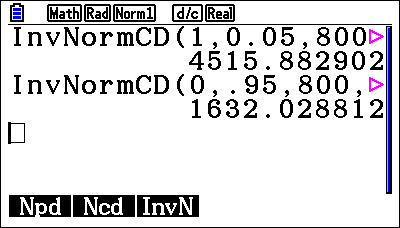 Math Rad Norm1 d/c Real
InvNormCD(1,0.05,800
4515.882902
InvNormCD(0,.95,800,
1632.028812
Npd Ncd InvN